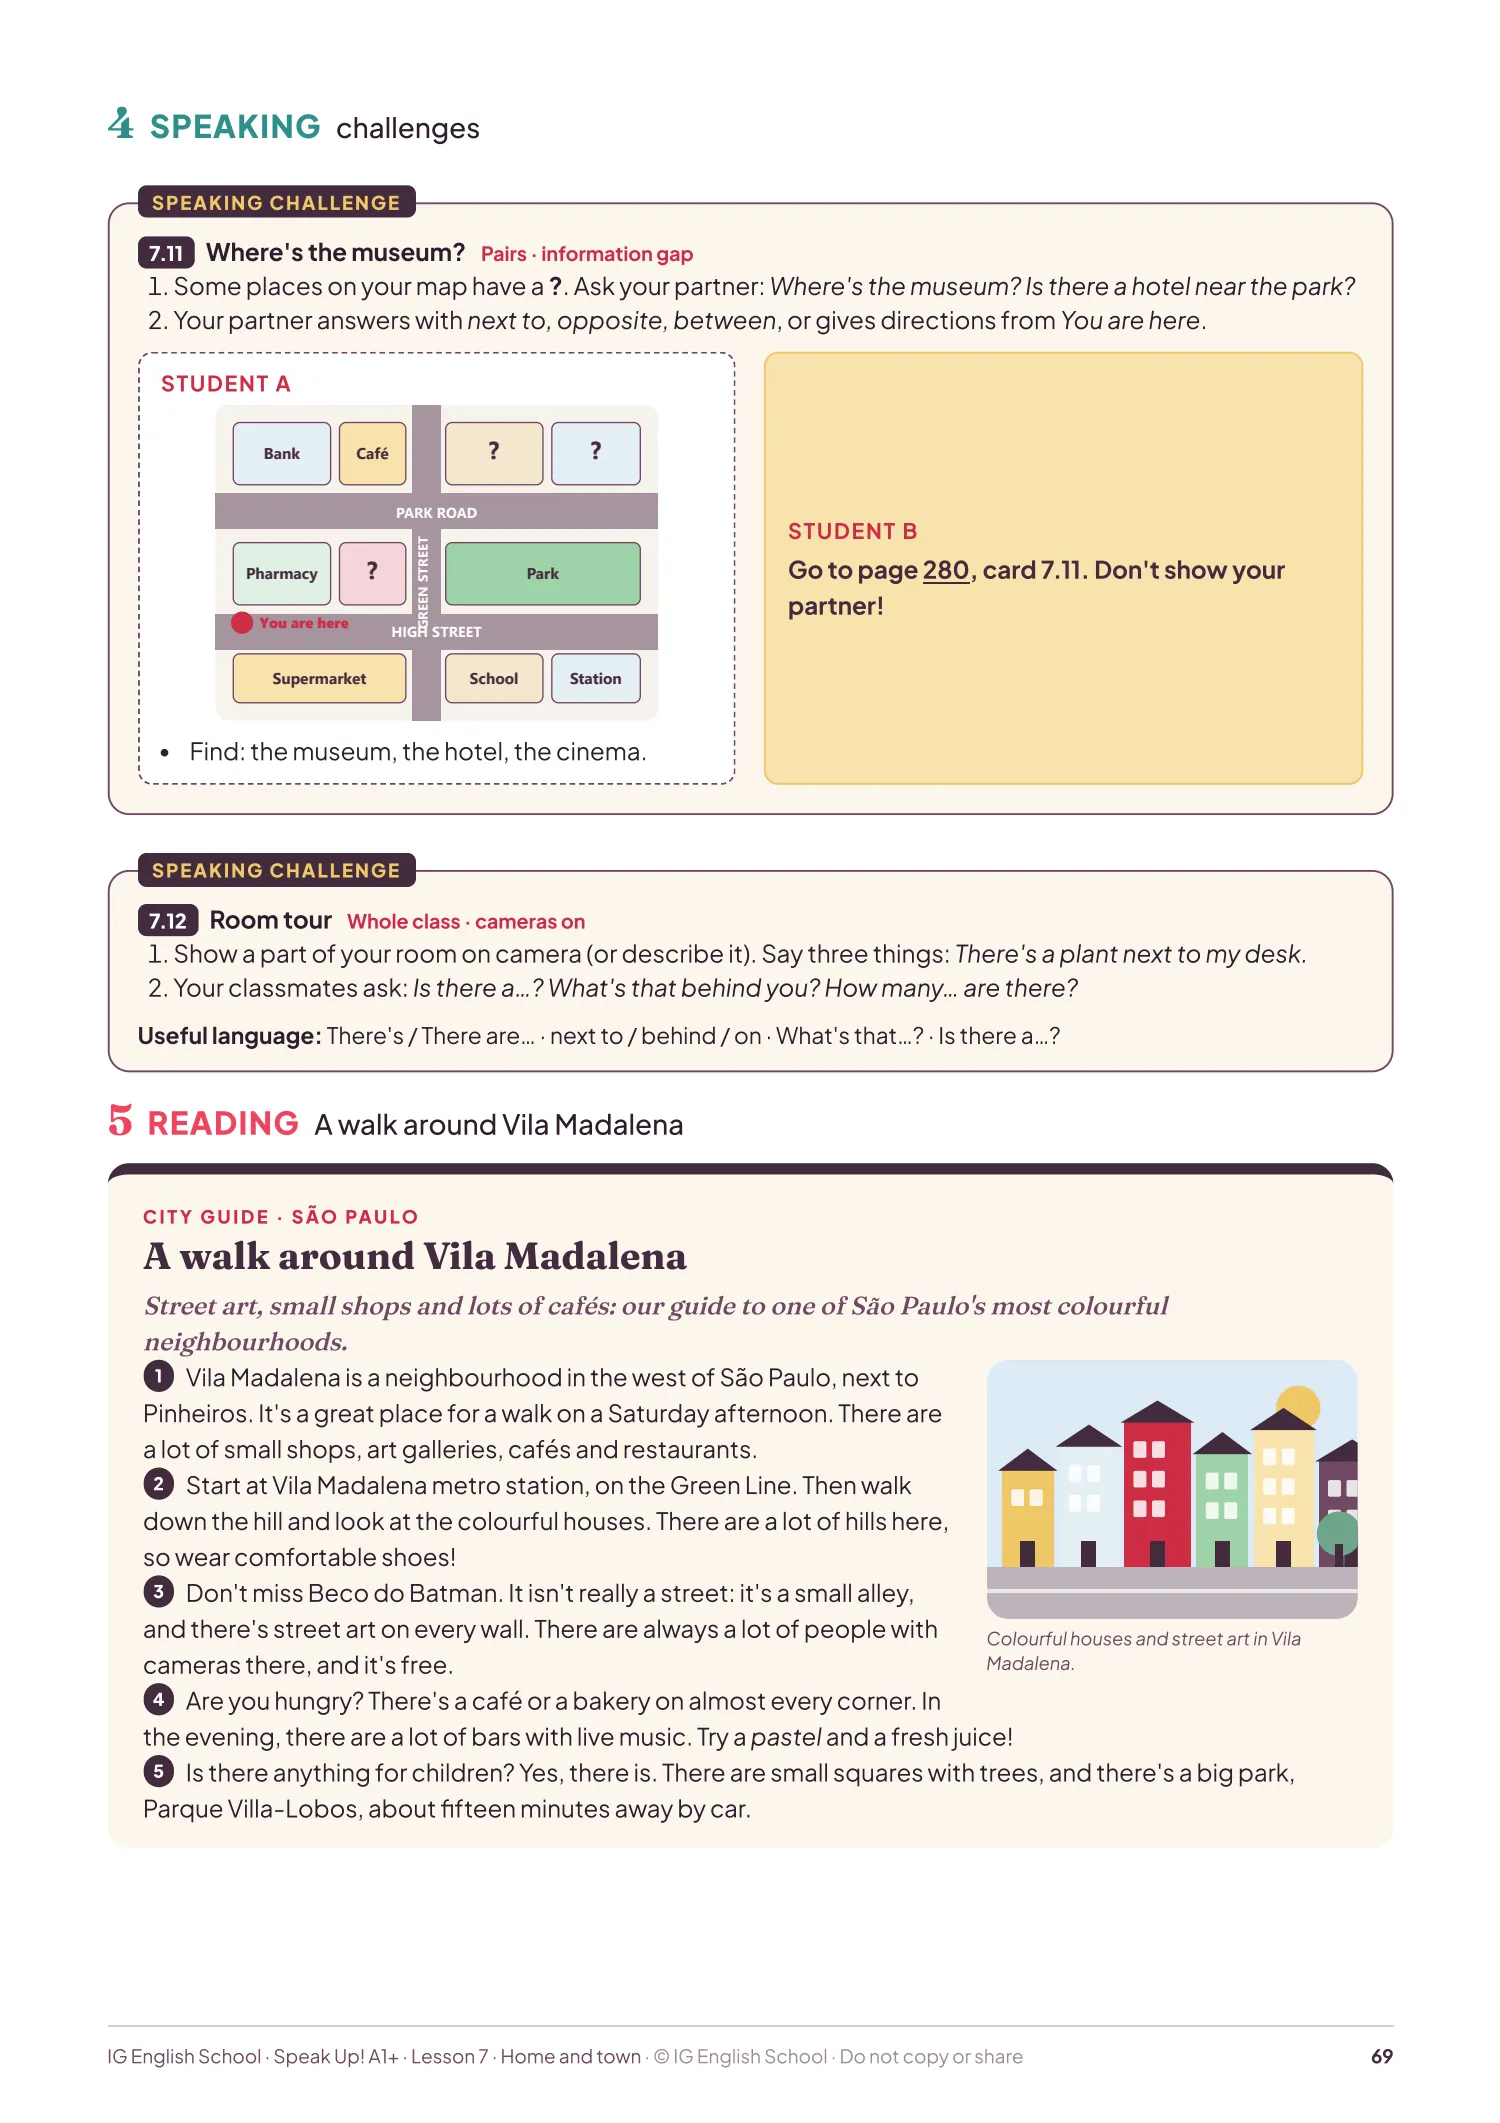 4 SPEAKING challenges
SPEAKING CHALLENGE
7.11 Where's the museum? Pairs · information gap
1. Some places on your map have a ?. Ask your partner: Where's the museum? Is there a hotel near the park?
2. Your partner answers with next to, opposite, between, or gives directions from You are here.
STUDENT A
Bank Café ? ?
PARK ROAD
Pharmacy ? GREEN STREET Park
You are here HIGH STREET
Supermarket School Station
• Find: the museum, the hotel, the cinema.
STUDENT B
Go to page 280, card 7.11. Don't show your
partner!
SPEAKING CHALLENGE
7.12 Room tour Whole class · cameras on
1. Show a part of your room on camera (or describe it). Say three things: There's a plant next to my desk.
2. Your classmates ask: Is there a...? What's that behind you? How many... are there?
Useful language: There's / There are... · next to / behind / on · What's that...? · Is there a...?
5 READING A walk around Vila Madalena
CITY GUIDE · SÃO PAULO
A walk around Vila Madalena
Street art, small shops and lots of cafés: our guide to one of São Paulo's most colourful
neighbourhoods.
1 Vila Madalena is a neighbourhood in the west of São Paulo, next to
Pinheiros. It's a great place for a walk on a Saturday afternoon. There are
a lot of small shops, art galleries, cafés and restaurants.
2 Start at Vila Madalena metro station, on the Green Line. Then walk
down the hill and look at the colourful houses. There are a lot of hills here,
so wear comfortable shoes!
3 Don't miss Beco do Batman. It isn't really a street: it's a small alley,
and there's street art on every wall. There are always a lot of people with
cameras there, and it's free.
4 Are you hungry? There's a café or a bakery on almost every corner. In
the evening, there are a lot of bars with live music. Try a pastel and a fresh juice!
5 Is there anything for children? Yes, there is. There are small squares with trees, and there's a big park,
Parque Villa-Lobos, about fifteen minutes away by car.
Colourful houses and street art in Vila
Madalena.
IG English School · Speak Up! A1+ · Lesson 7 · Home and town · © IG English School · Do not copy or share 69